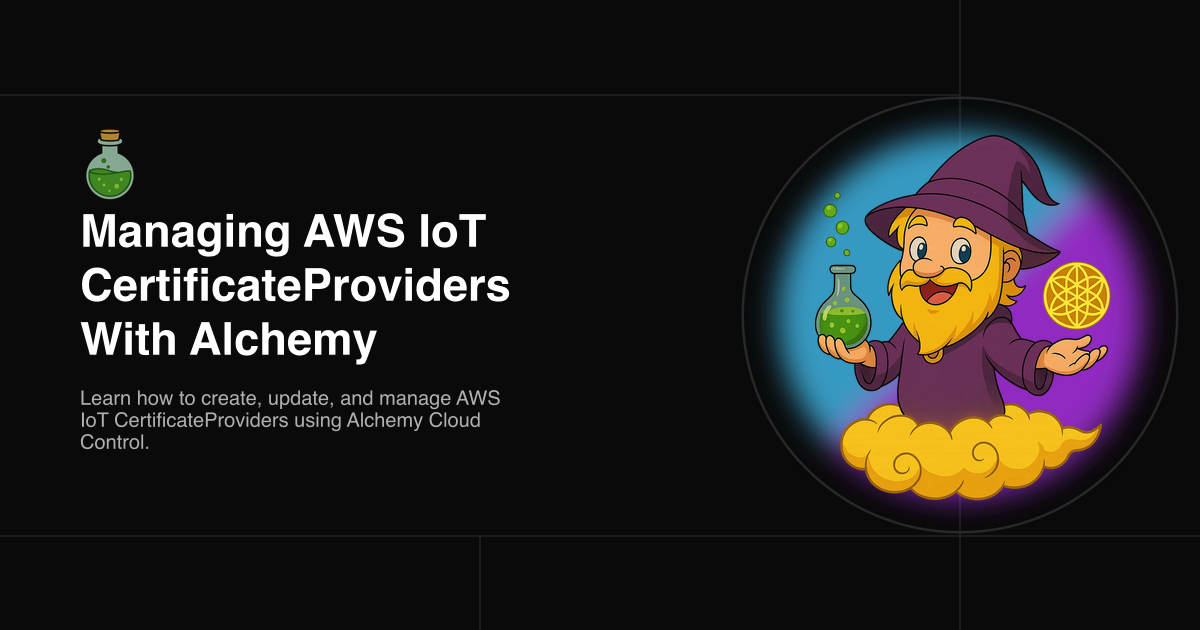 Managing AWS IoT
CertificateProviders
With Alchemy
Learn how to create, update, and manage AWS
IoT CertificateProviders using Alchemy Cloud
Control.